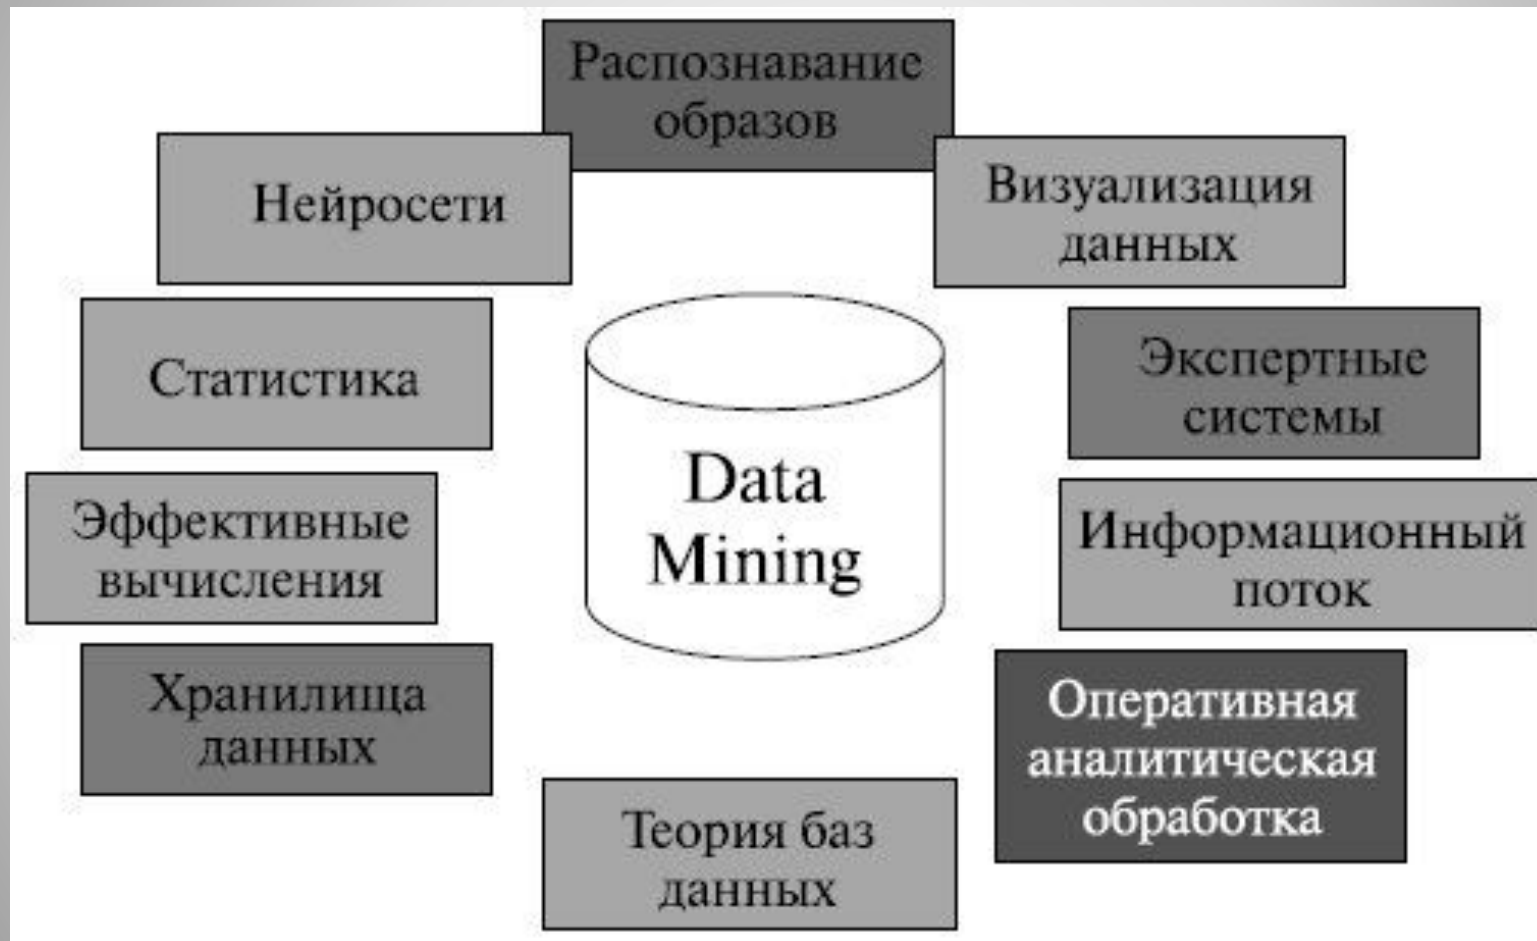 Распознавание
образов
Нейросети
Визуализация
данных
Статистика
Экспертные
системы
Data
Mining
Эффективные
вычисления
Информационный
поток
Хранилища
данных
Оперативная
аналитическая
обработка
Теория баз
данных